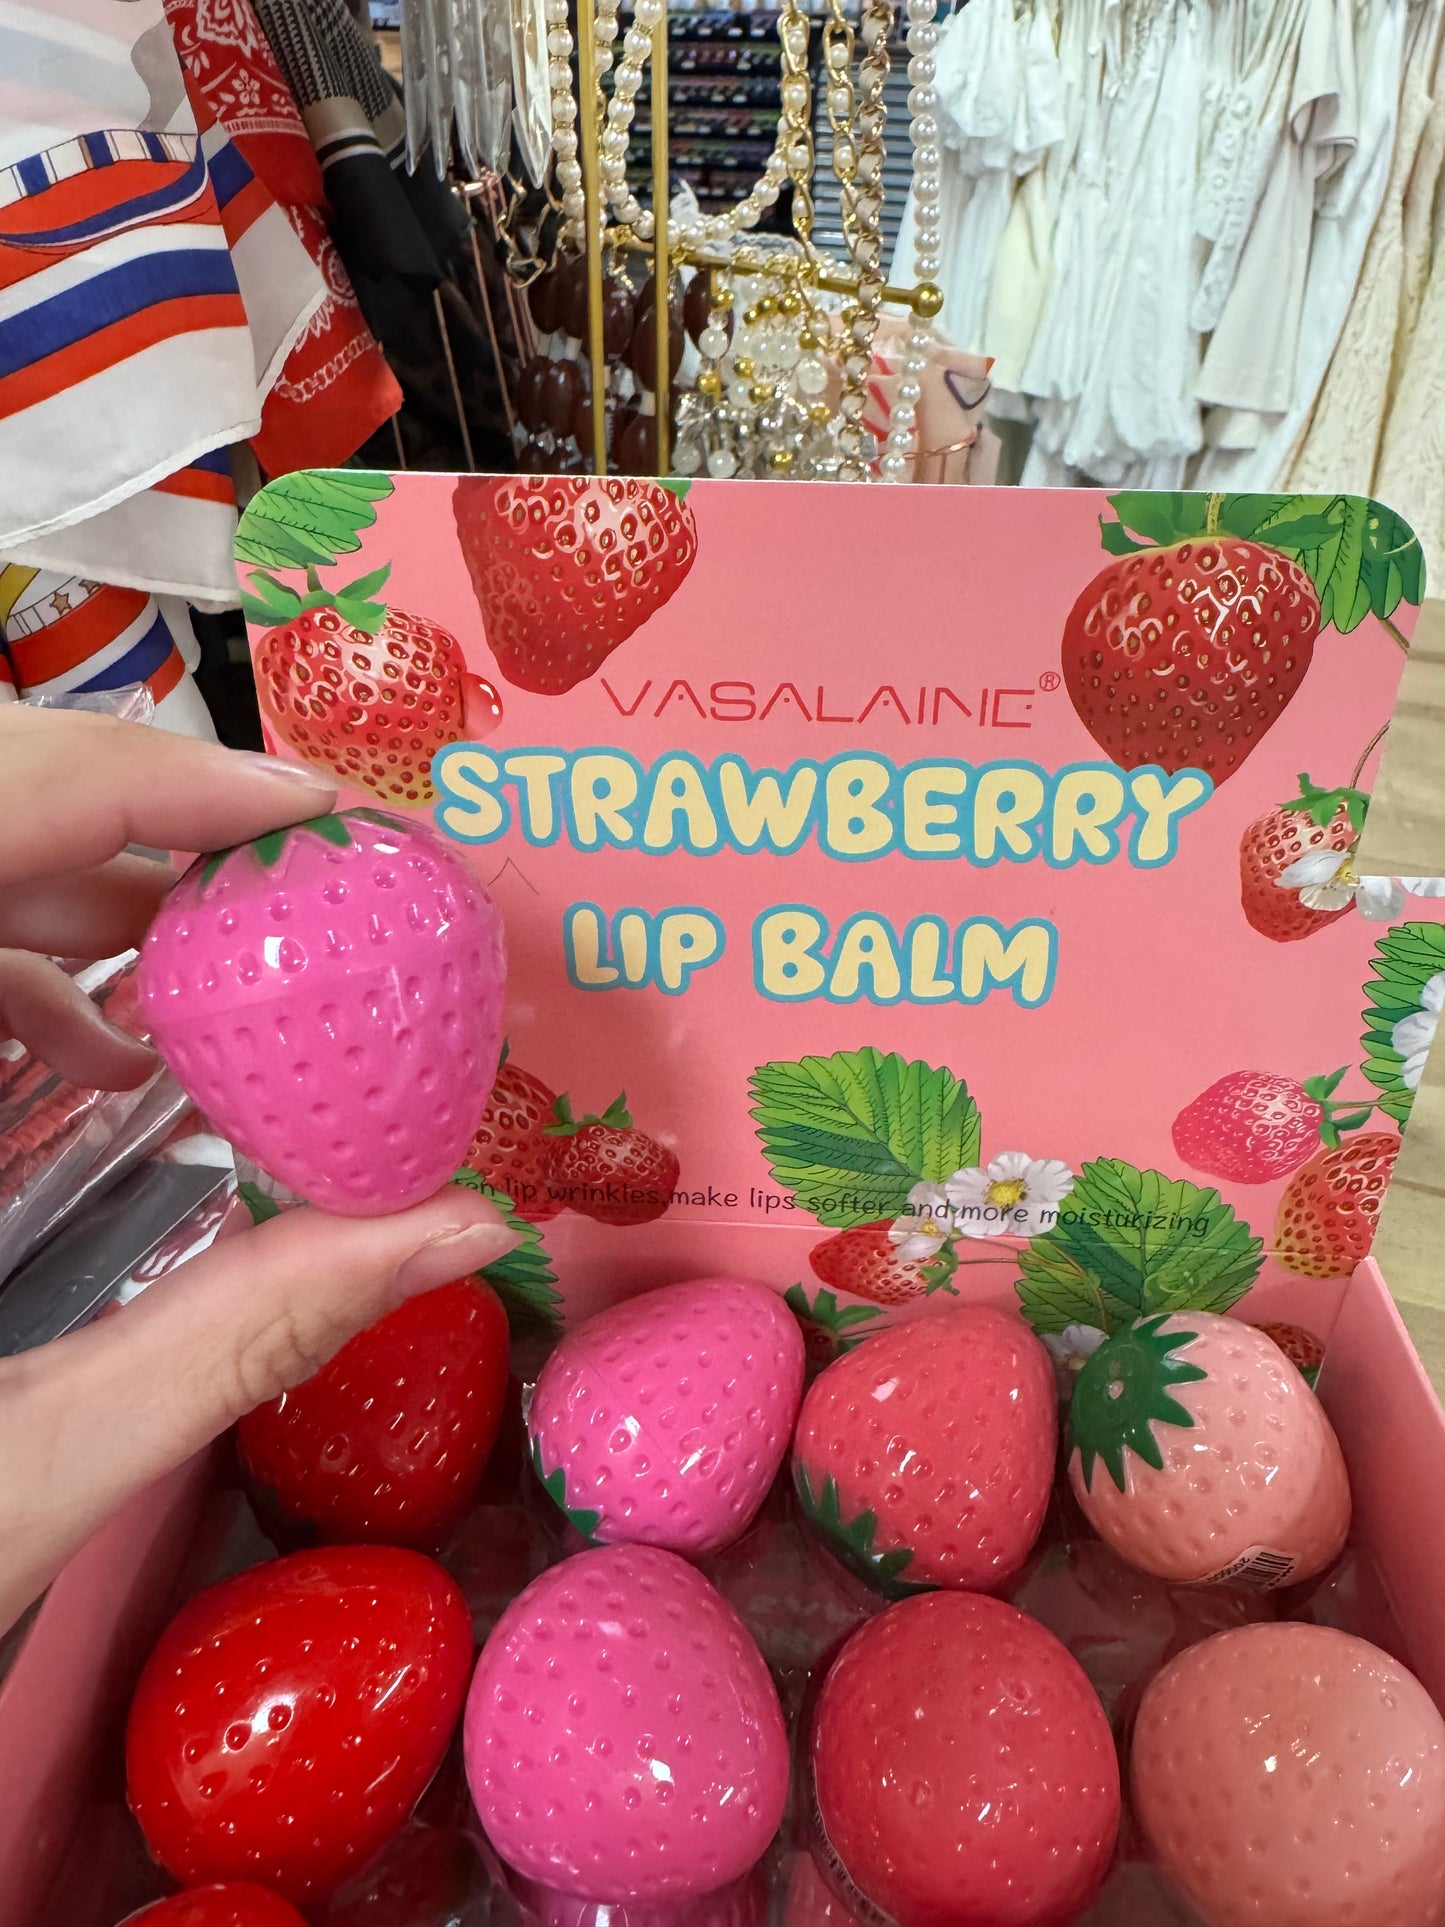 VASALAINE®
STRAWBERRY
LIP BALM
lip wrinkles,make lips softer and more moisturizing